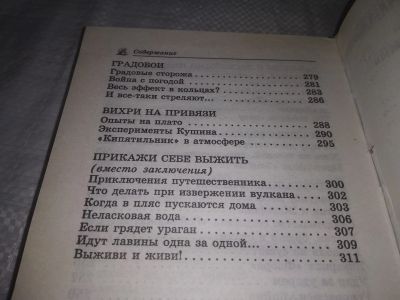 Содержание
ГРАДОБОИ
Градовые сторожа 279
Война с погодой 281
Весь эффект в кольцах? 283
И все-таки стреляют... 286
ВИХРИ НА ПРИВЯЗИ
Опыты на плато 288
Эксперименты Кушина 290
«Кипятильник» в атмосфере 295
ПРИКАЖИ СЕБЕ ВЫЖИТЬ
(вместо заключения)
Приключения путешественника 300
Что делать при извержении вулкана 302
Когда в пляс пускаются дома 303
Неласковая вода 306
Если грядет ураган 307
Идут лавины одна за одной... 309
Выживи и живи! 311